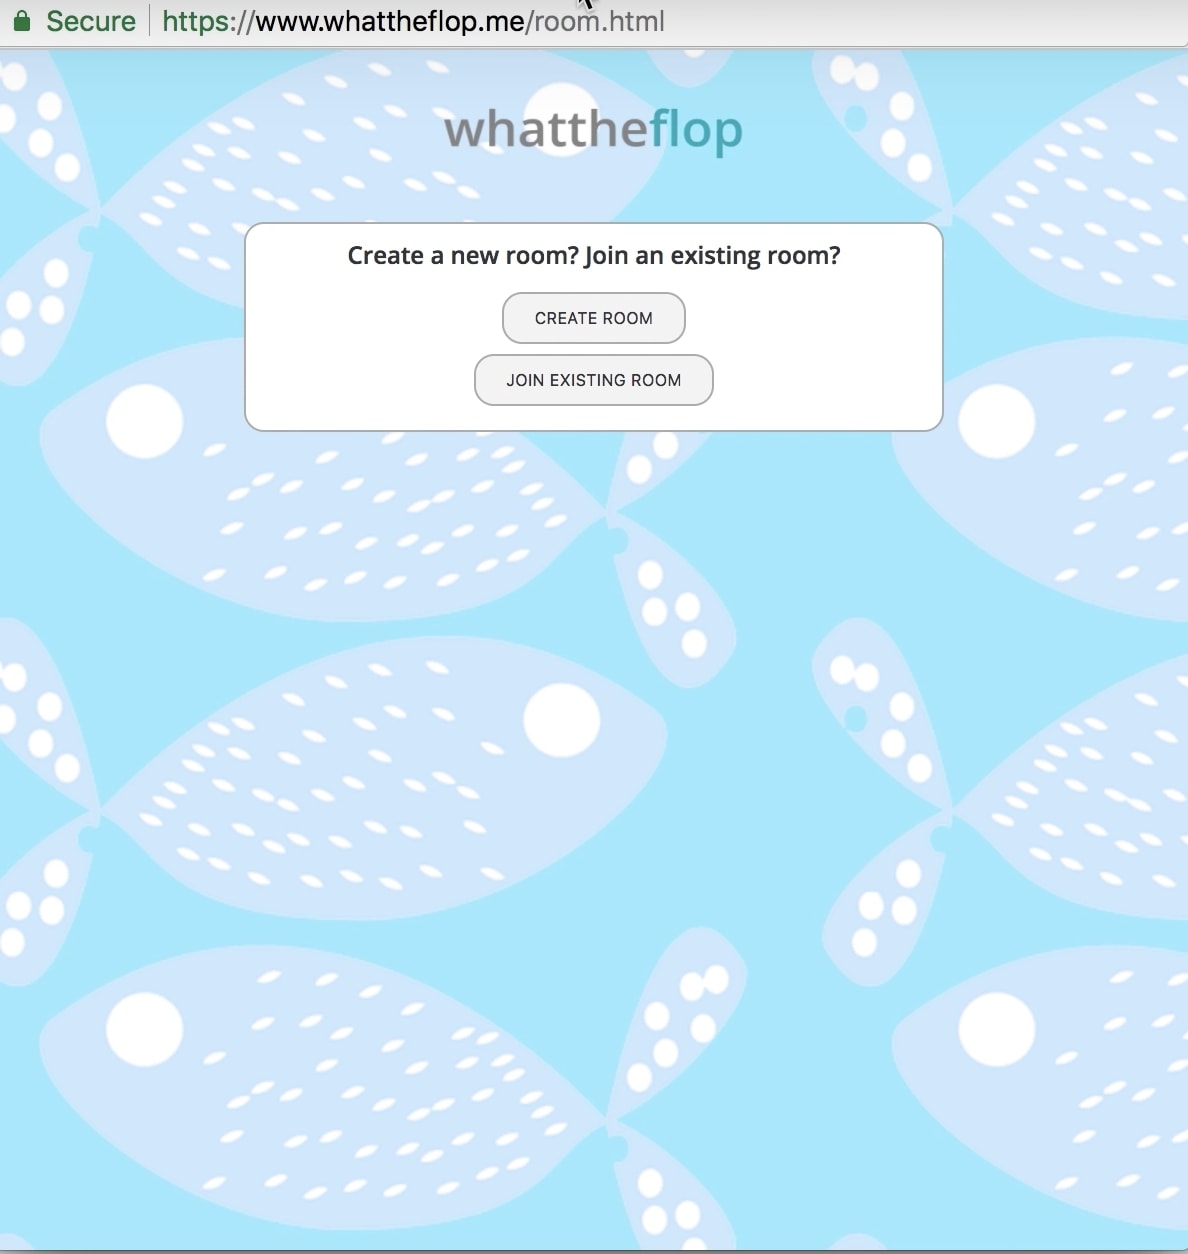 Secure https://www.whattheflop.me/room.html
whattheflop
Create a new room? Join an existing room?
CREATE ROOM
JOIN EXISTING ROOM